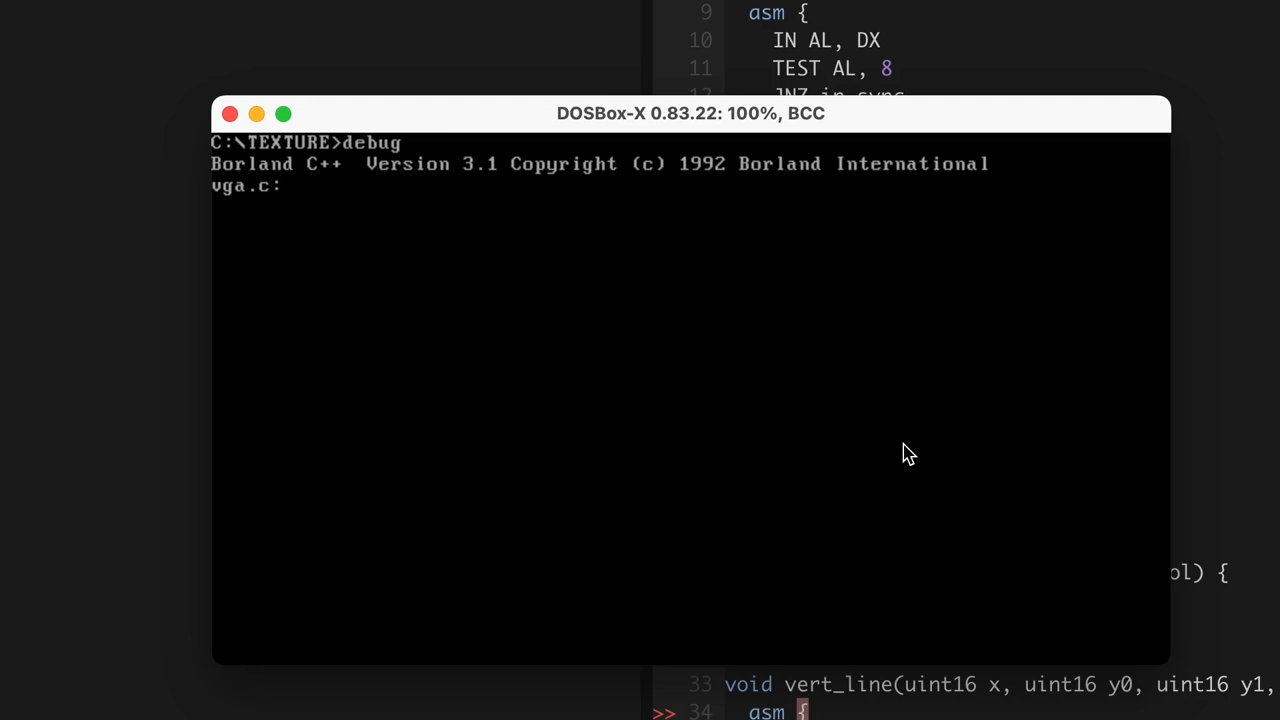 9 asm {
10 IN AL, DX
11 TEST AL, 8
JNZ in_sync
DOSBox-X 0.83.22: 100%, BCC
C:\TEXTURE>debug
Borland C++ Version 3.1 Copyright (c) 1992 Borland International
vga.c:
ol) {
33 void vert_line(uint16 x, uint16 y0, uint16 y1,
>> 34 asm {